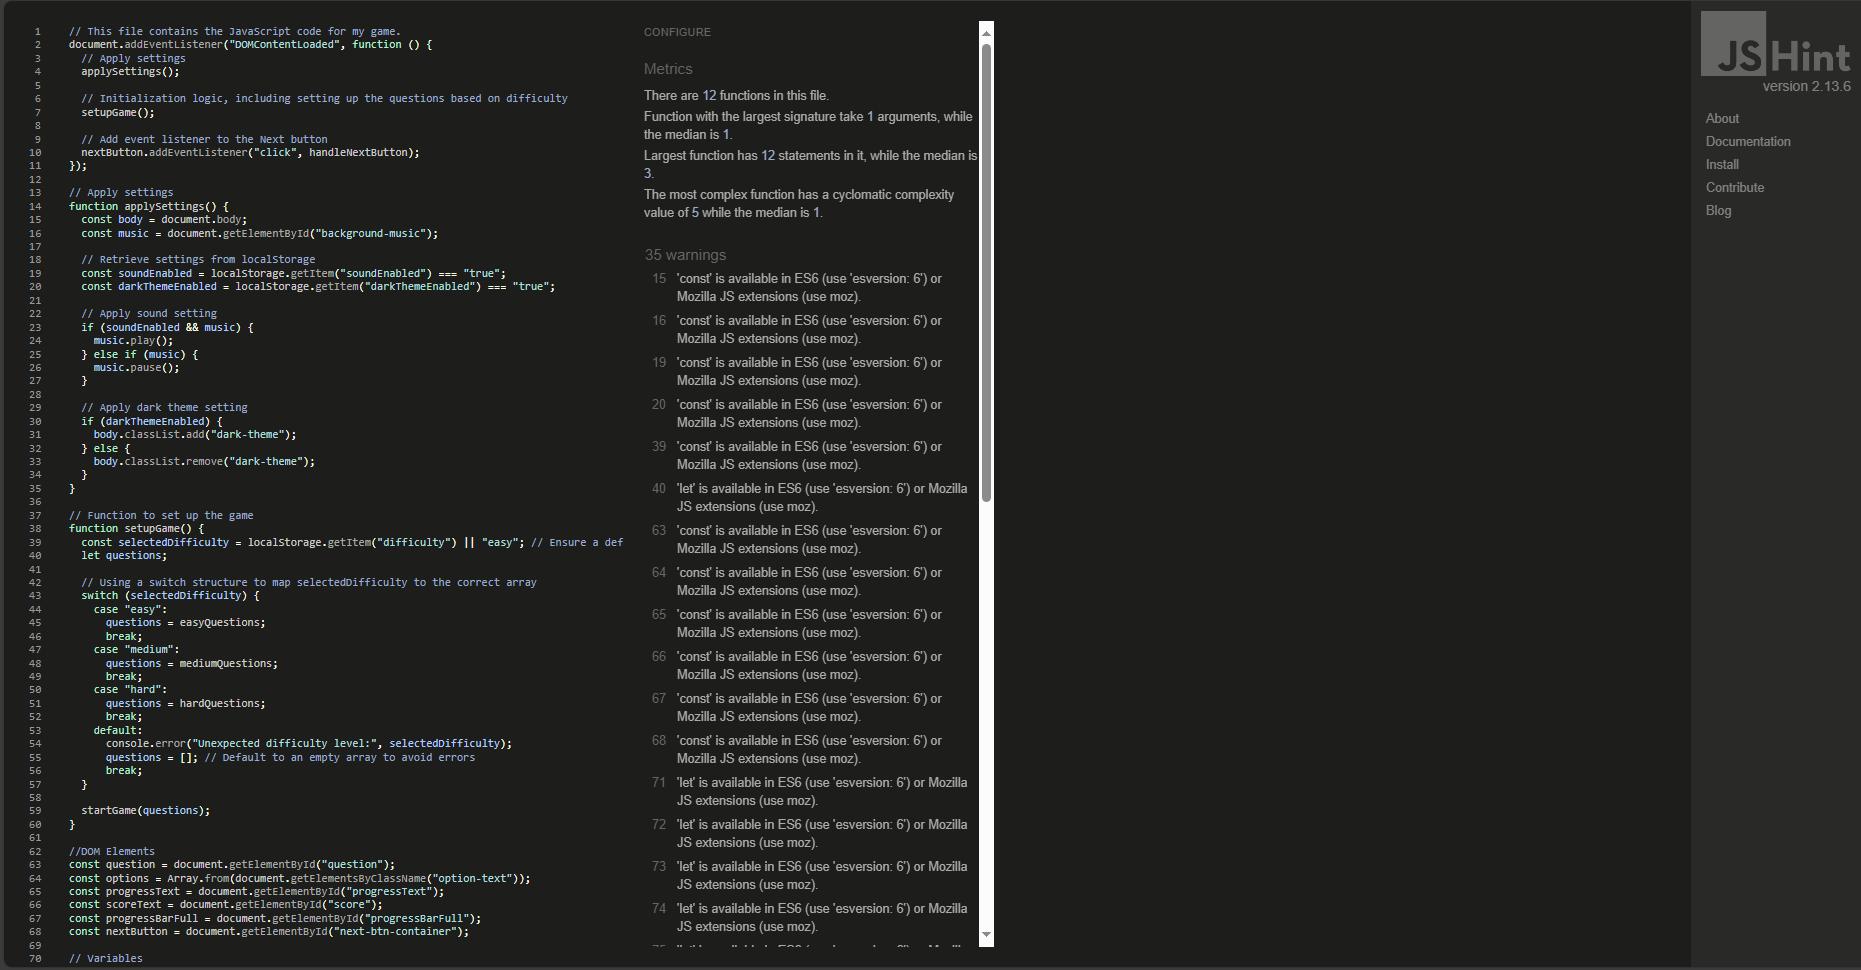 1 // This file contains the JavaScript code for my game.
2 document.addEventListener("DOMContentLoaded", function () {
3 // Apply settings
4 applySettings();
5
6 // Initialization logic, including setting up the questions based on difficulty
7 setupGame();
8
9 // Add event listener to the Next button
10 nextButton.addEventListener("click", handleNextButton);
11 });
12
13 // Apply settings
14 function applySettings() {
15 const body = document.body;
16 const music = document.getElementById("background-music");
17
18 // Retrieve settings from localStorage
19 const soundEnabled = localStorage.getItem("soundEnabled") === "true";
20 const darkThemeEnabled = localStorage.getItem("darkThemeEnabled") === "true";
21
22 // Apply sound setting
23 if (soundEnabled && music) {
24 music.play();
25 } else if (music) {
26 music.pause();
27 }
28
29 // Apply dark theme setting
30 if (darkThemeEnabled) {
31 body.classList.add("dark-theme");
32 } else {
33 body.classList.remove("dark-theme");
34 }
35 }
36
37 // Function to set up the game
38 function setupGame() {
39 const selectedDifficulty = localStorage.getItem("difficulty") || "easy"; // Ensure a def
40 let questions;
41
42 // Using a switch structure to map selectedDifficulty to the correct array
43 switch (selectedDifficulty) {
44 case "easy":
45 questions = easyQuestions;
46 break;
47 case "medium":
48 questions = mediumQuestions;
49 break;
50 case "hard":
51 questions = hardQuestions;
52 break;
53 default:
54 console.error("Unexpected difficulty level:", selectedDifficulty);
55 questions = []; // Default to an empty array to avoid errors
56 break;
57 }
58
59 startGame(questions);
60 }
61
62 //DOM Elements
63 const question = document.getElementById("question");
64 const options = Array.from(document.getElementsByClassName("option-text"));
65 const progressText = document.getElementById("progressText");
66 const scoreText = document.getElementById("score");
67 const progressBarFull = document.getElementById("progressBarFull");
68 const nextButton = document.getElementById("next-btn-container");
69
70 // Variables
CONFIGURE
Metrics
There are 12 functions in this file.
Function with the largest signature take 1 arguments, while
the median is 1.
Largest function has 12 statements in it, while the median is
3.
The most complex function has a cyclomatic complexity
value of 5 while the median is 1.
35 warnings
15 'const' is available in ES6 (use 'esversion: 6') or
Mozilla JS extensions (use moz).
16 'const' is available in ES6 (use 'esversion: 6') or
Mozilla JS extensions (use moz).
19 'const' is available in ES6 (use 'esversion: 6') or
Mozilla JS extensions (use moz).
20 'const' is available in ES6 (use 'esversion: 6') or
Mozilla JS extensions (use moz).
39 'const' is available in ES6 (use 'esversion: 6') or
Mozilla JS extensions (use moz).
40 'let' is available in ES6 (use 'esversion: 6') or Mozilla
JS extensions (use moz).
63 'const' is available in ES6 (use 'esversion: 6') or
Mozilla JS extensions (use moz).
64 'const' is available in ES6 (use 'esversion: 6') or
Mozilla JS extensions (use moz).
65 'const' is available in ES6 (use 'esversion: 6') or
Mozilla JS extensions (use moz).
66 'const' is available in ES6 (use 'esversion: 6') or
Mozilla JS extensions (use moz).
67 'const' is available in ES6 (use 'esversion: 6') or
Mozilla JS extensions (use moz).
68 'const' is available in ES6 (use 'esversion: 6') or
Mozilla JS extensions (use moz).
71 'let' is available in ES6 (use 'esversion: 6') or Mozilla
JS extensions (use moz).
72 'let' is available in ES6 (use 'esversion: 6') or Mozilla
JS extensions (use moz).
73 'let' is available in ES6 (use 'esversion: 6') or Mozilla
JS extensions (use moz).
74 'let' is available in ES6 (use 'esversion: 6') or Mozilla
JS extensions (use moz).
JSHint
version 2.13.6
About
Documentation
Install
Contribute
Blog